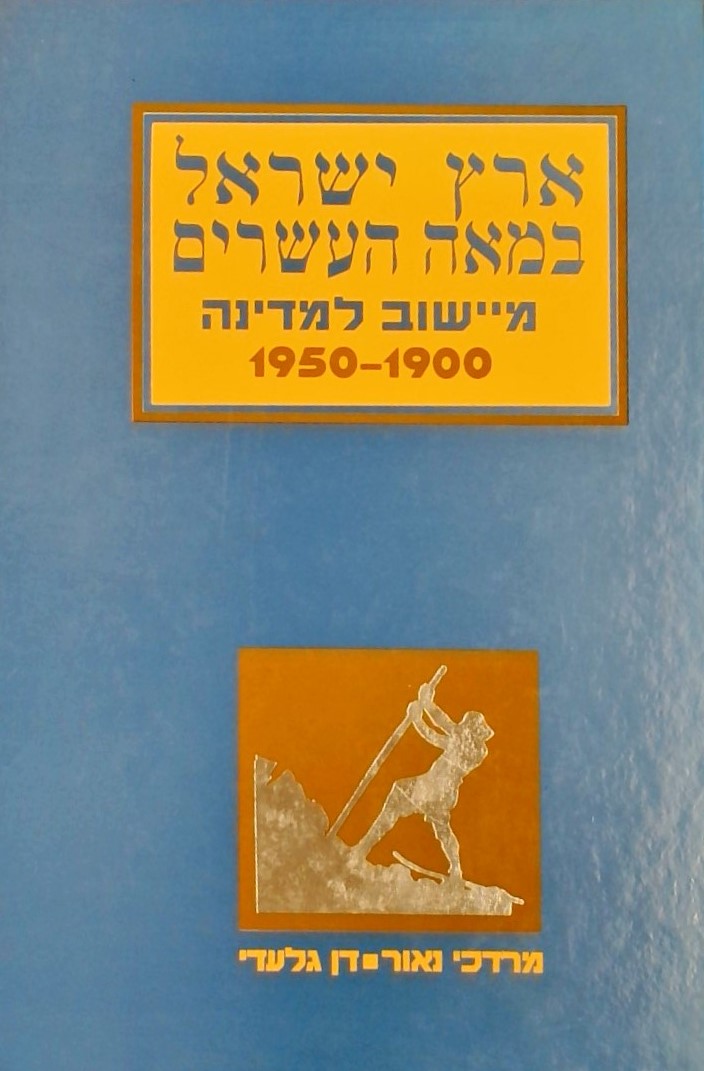 ארץ ישראל
במאה העשרים
מיישוב למדינה
1950–1900
מרדכי נאור▪דן גלעדי